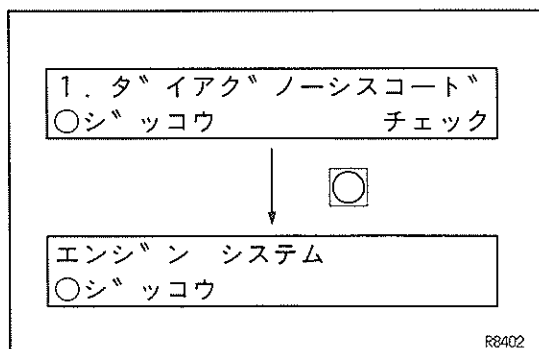 1. ダイアグノーシスコード
○ジッコウ チェック
○
エンジン システム
○ジッコウ
R8402